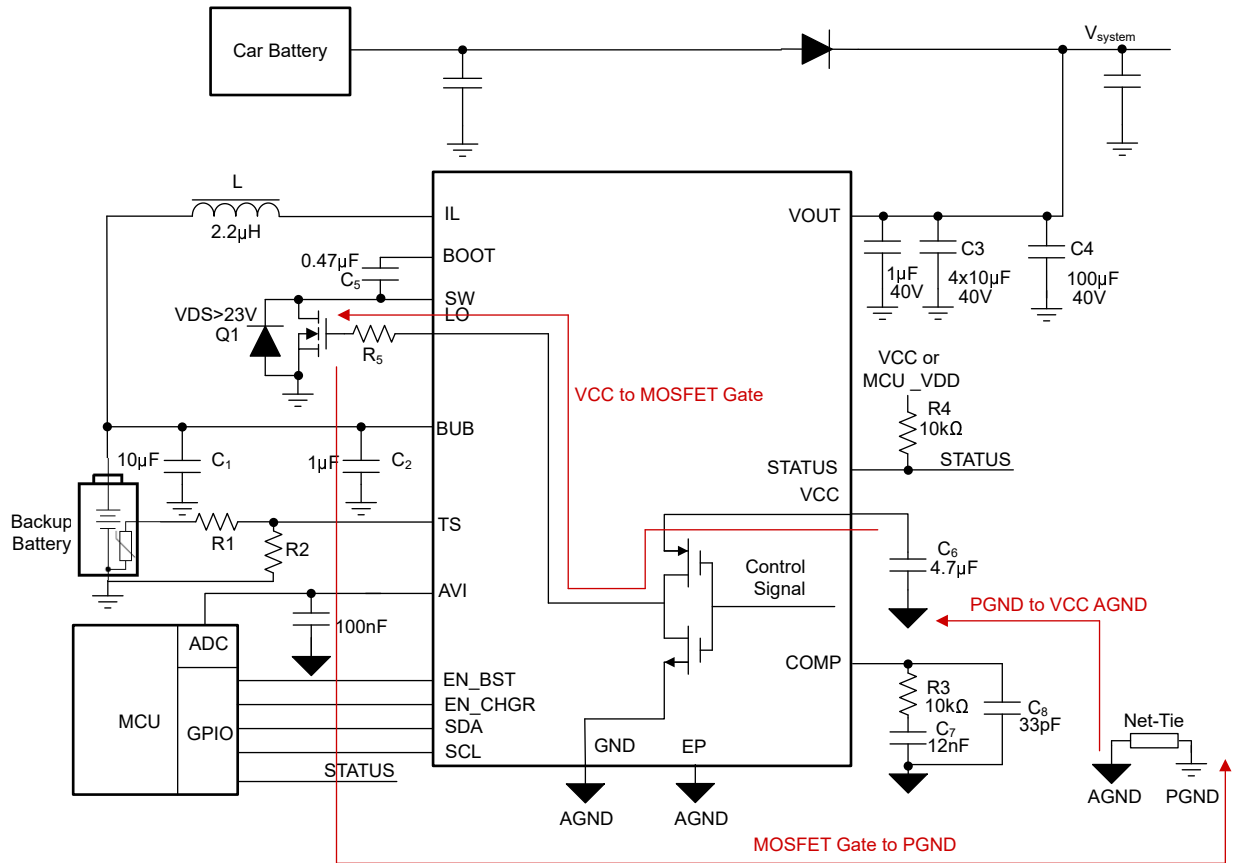 Car Battery
Vsystem
L
2.2µH
IL
BOOT
0.47µF
C5
SW
LO
VDS>23V
Q1
R5
VOUT
1µF
40V
C3
4x10µF
40V
C4
100µF
40V
VCC or
MCU _VDD
R4
10kΩ
VCC to MOSFET Gate
BUB
10µF
C1
1µF
C2
STATUS
STATUS
VCC
Backup
Battery
R1
R2
TS
C6
4.7µF
Control
Signal
AVI
100nF
PGND to VCC AGND
ADC
MCU
GPIO
EN_BST
EN_CHGR
SDA
SCL
STATUS
COMP
R3
10kΩ
C7
12nF
C8
33pF
GND
EP
AGND
AGND
Net-Tie
AGND
PGND
MOSFET Gate to PGND